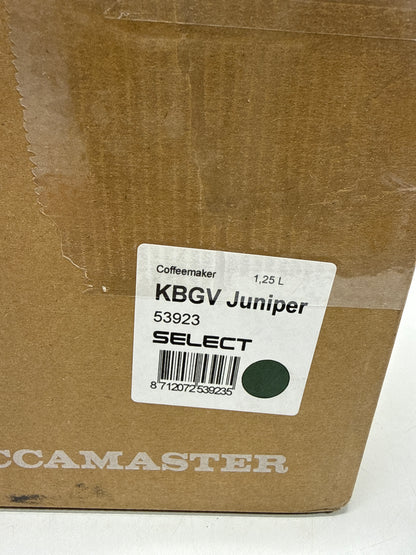 Coffeemaker 1,25 L
KBGV Juniper
53923
SELECT
8 712072 539235
CCAMASTER